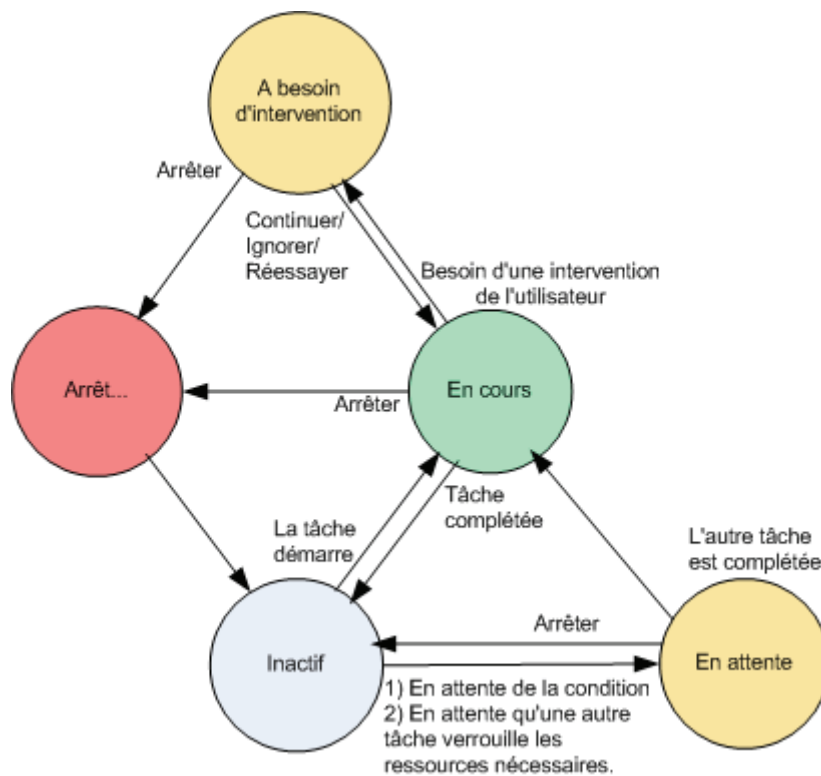 A besoin
d'intervention
Arrêter
Continuer/
Ignorer/
Réessayer
Besoin d'une intervention
de l'utilisateur
Arrêt...
En cours
Arrêter
Tâche
complétée
La tâche
démarre
L'autre tâche
est complétée
Arrêter
Inactif
En attente
1) En attente de la condition
2) En attente qu'une autre
tâche verrouille les
ressources nécessaires.